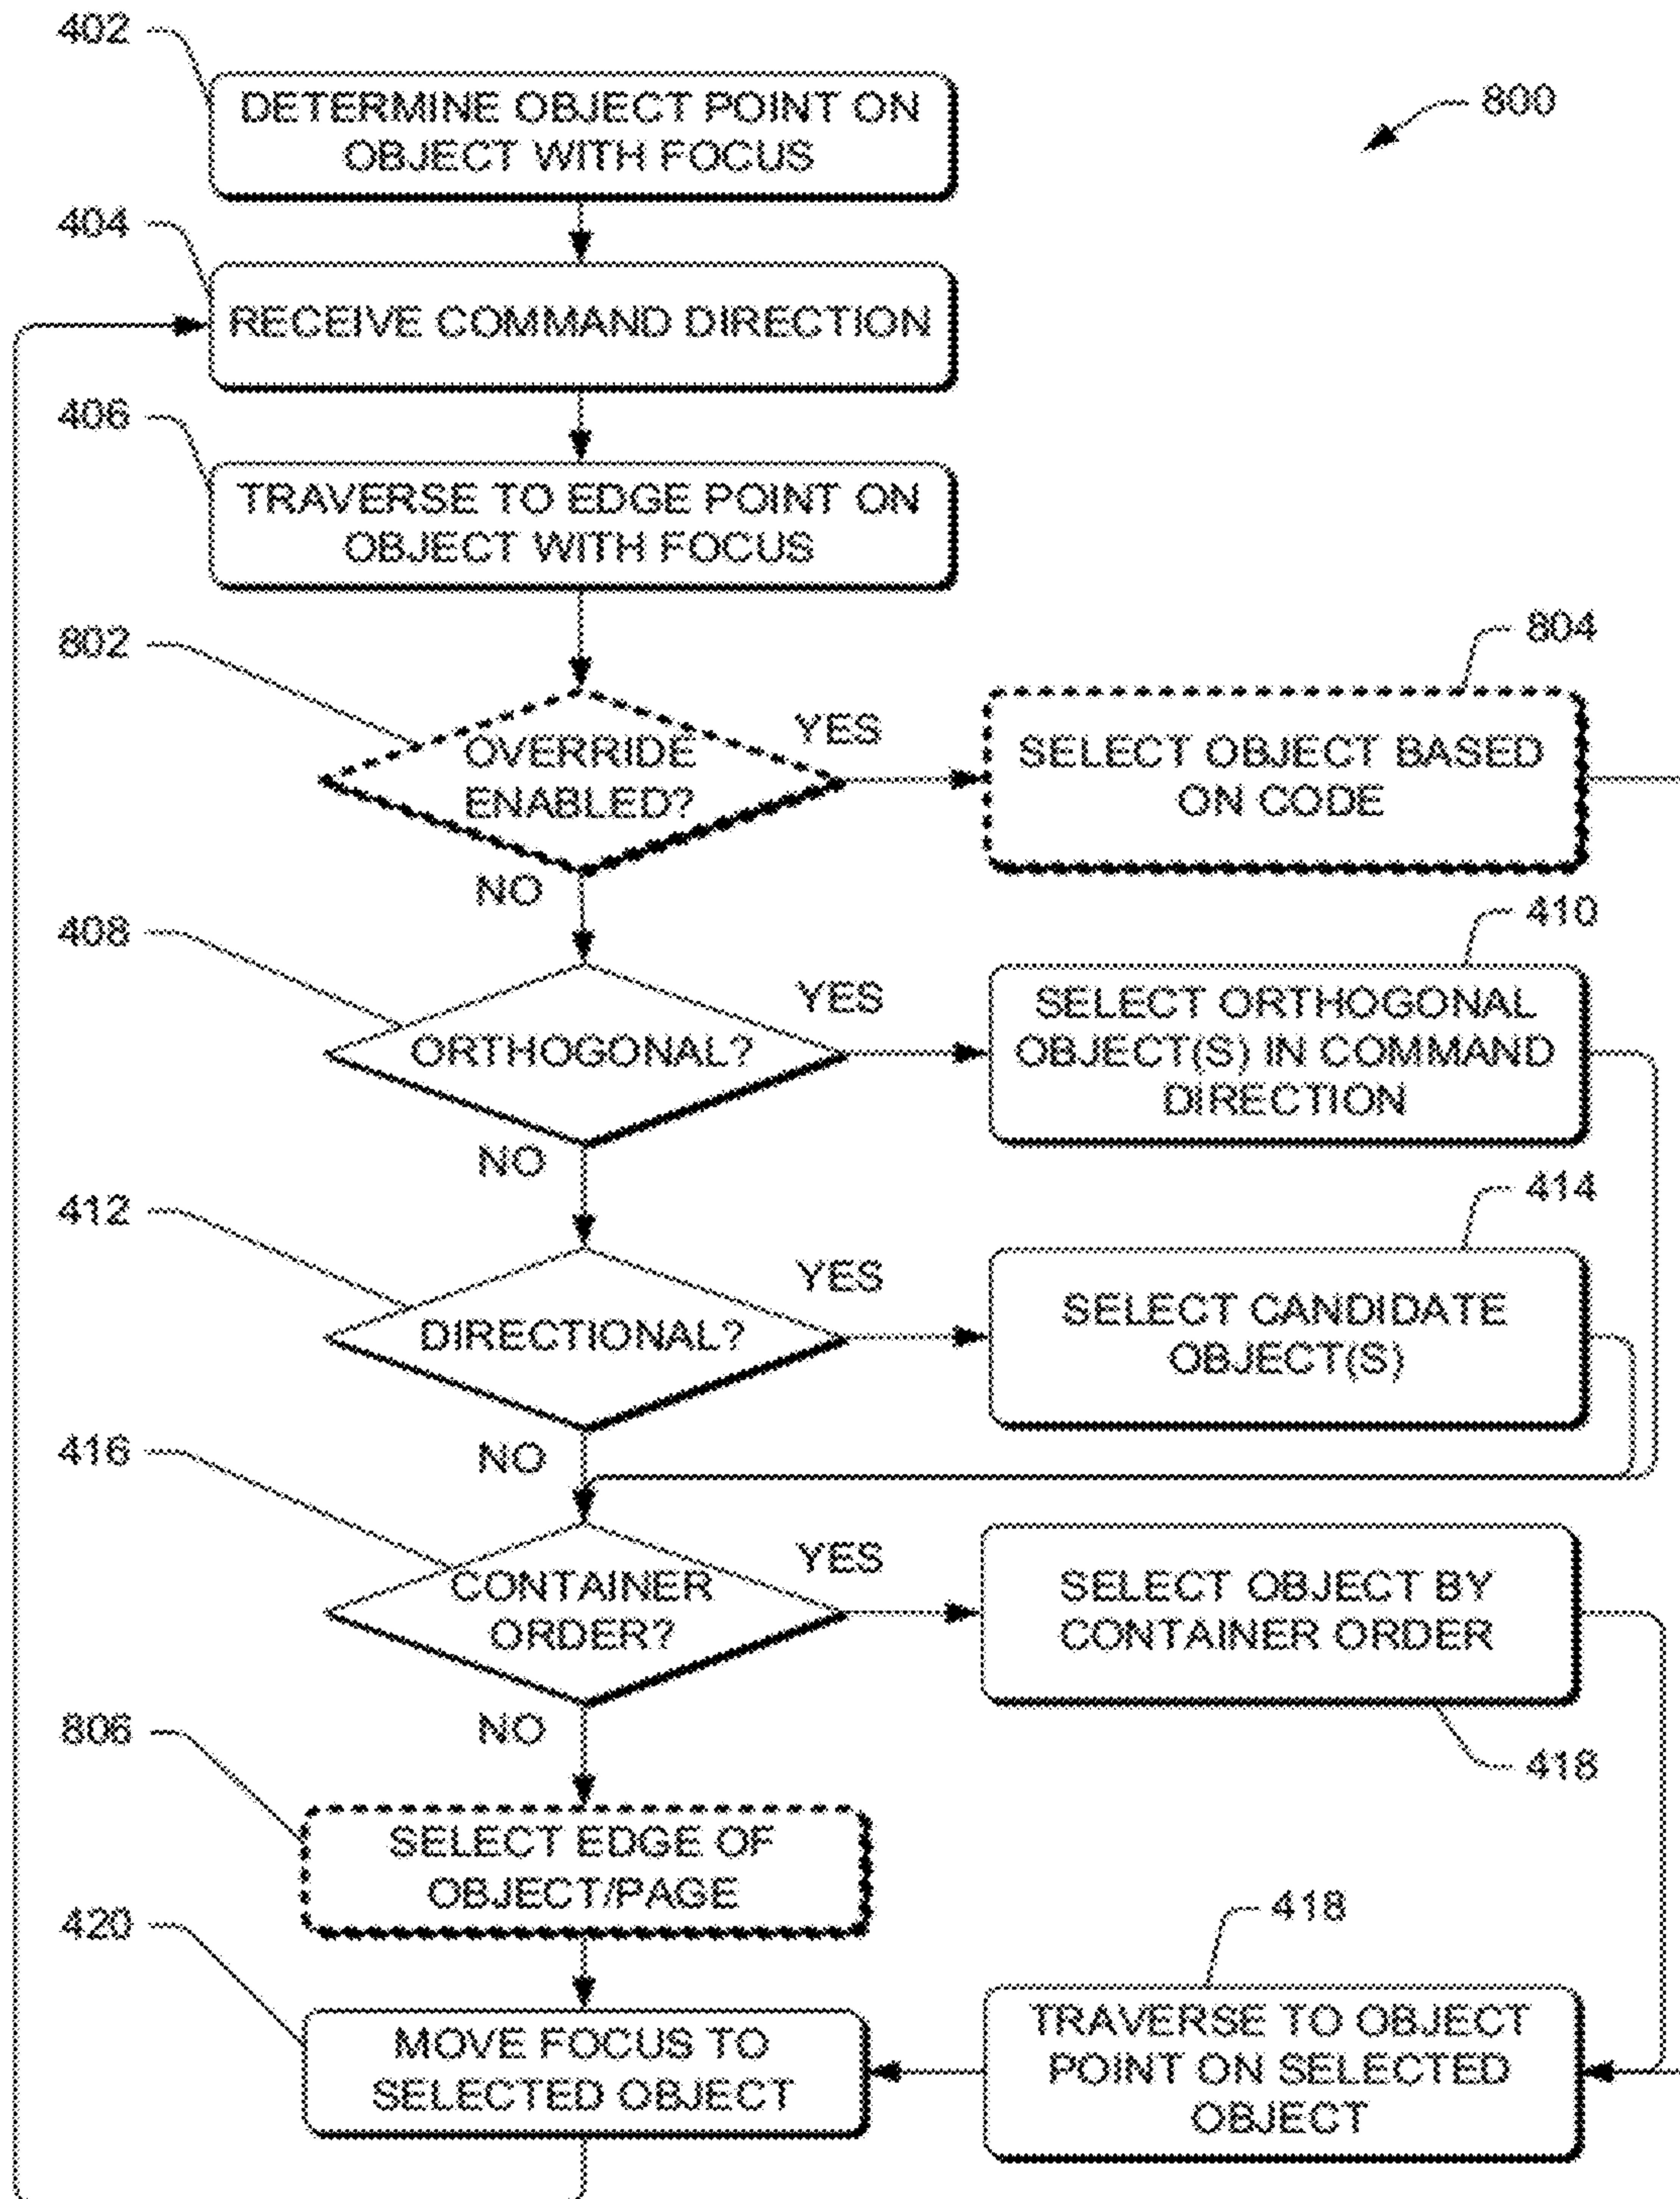 402
DETERMINE OBJECT POINT ON
OBJECT WITH FOCUS
800
404
RECEIVE COMMAND DIRECTION
406
TRAVERSE TO EDGE POINT ON
OBJECT WITH FOCUS
802
OVERRIDE
ENABLED?
YES
804
SELECT OBJECT BASED
ON CODE
NO
408
ORTHOGONAL?
YES
410
SELECT ORTHOGONAL
OBJECT(S) IN COMMAND
DIRECTION
NO
412
DIRECTIONAL?
YES
414
SELECT CANDIDATE
OBJECT(S)
NO
416
CONTAINER
ORDER?
YES
SELECT OBJECT BY
CONTAINER ORDER
418
NO
806
SELECT EDGE OF
OBJECT/PAGE
420
MOVE FOCUS TO
SELECTED OBJECT
418
TRAVERSE TO OBJECT
POINT ON SELECTED
OBJECT